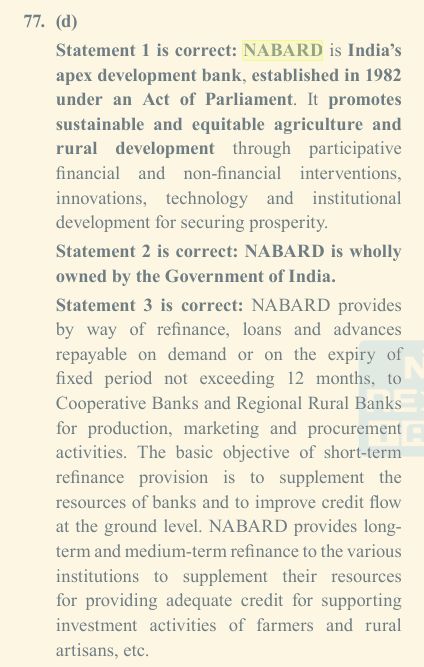 77. (d)
Statement 1 is correct: NABARD is India's
apex development bank, established in 1982
under an Act of Parliament. It promotes
sustainable and equitable agriculture and
rural development through participative
financial and non-financial interventions,
innovations, technology and institutional
development for securing prosperity.
Statement 2 is correct: NABARD is wholly
owned by the Government of India.
Statement 3 is correct: NABARD provides
by way of refinance, loans and advances
repayable on demand or on the expiry of
fixed period not exceeding 12 months, to
Cooperative Banks and Regional Rural Banks
for production, marketing and procurement
activities. The basic objective of short-term
refinance provision is to supplement the
resources of banks and to improve credit flow
at the ground level. NABARD provides long-
term and medium-term refinance to the various
institutions to supplement their resources
for providing adequate credit for supporting
investment activities of farmers and rural
artisans, etc.